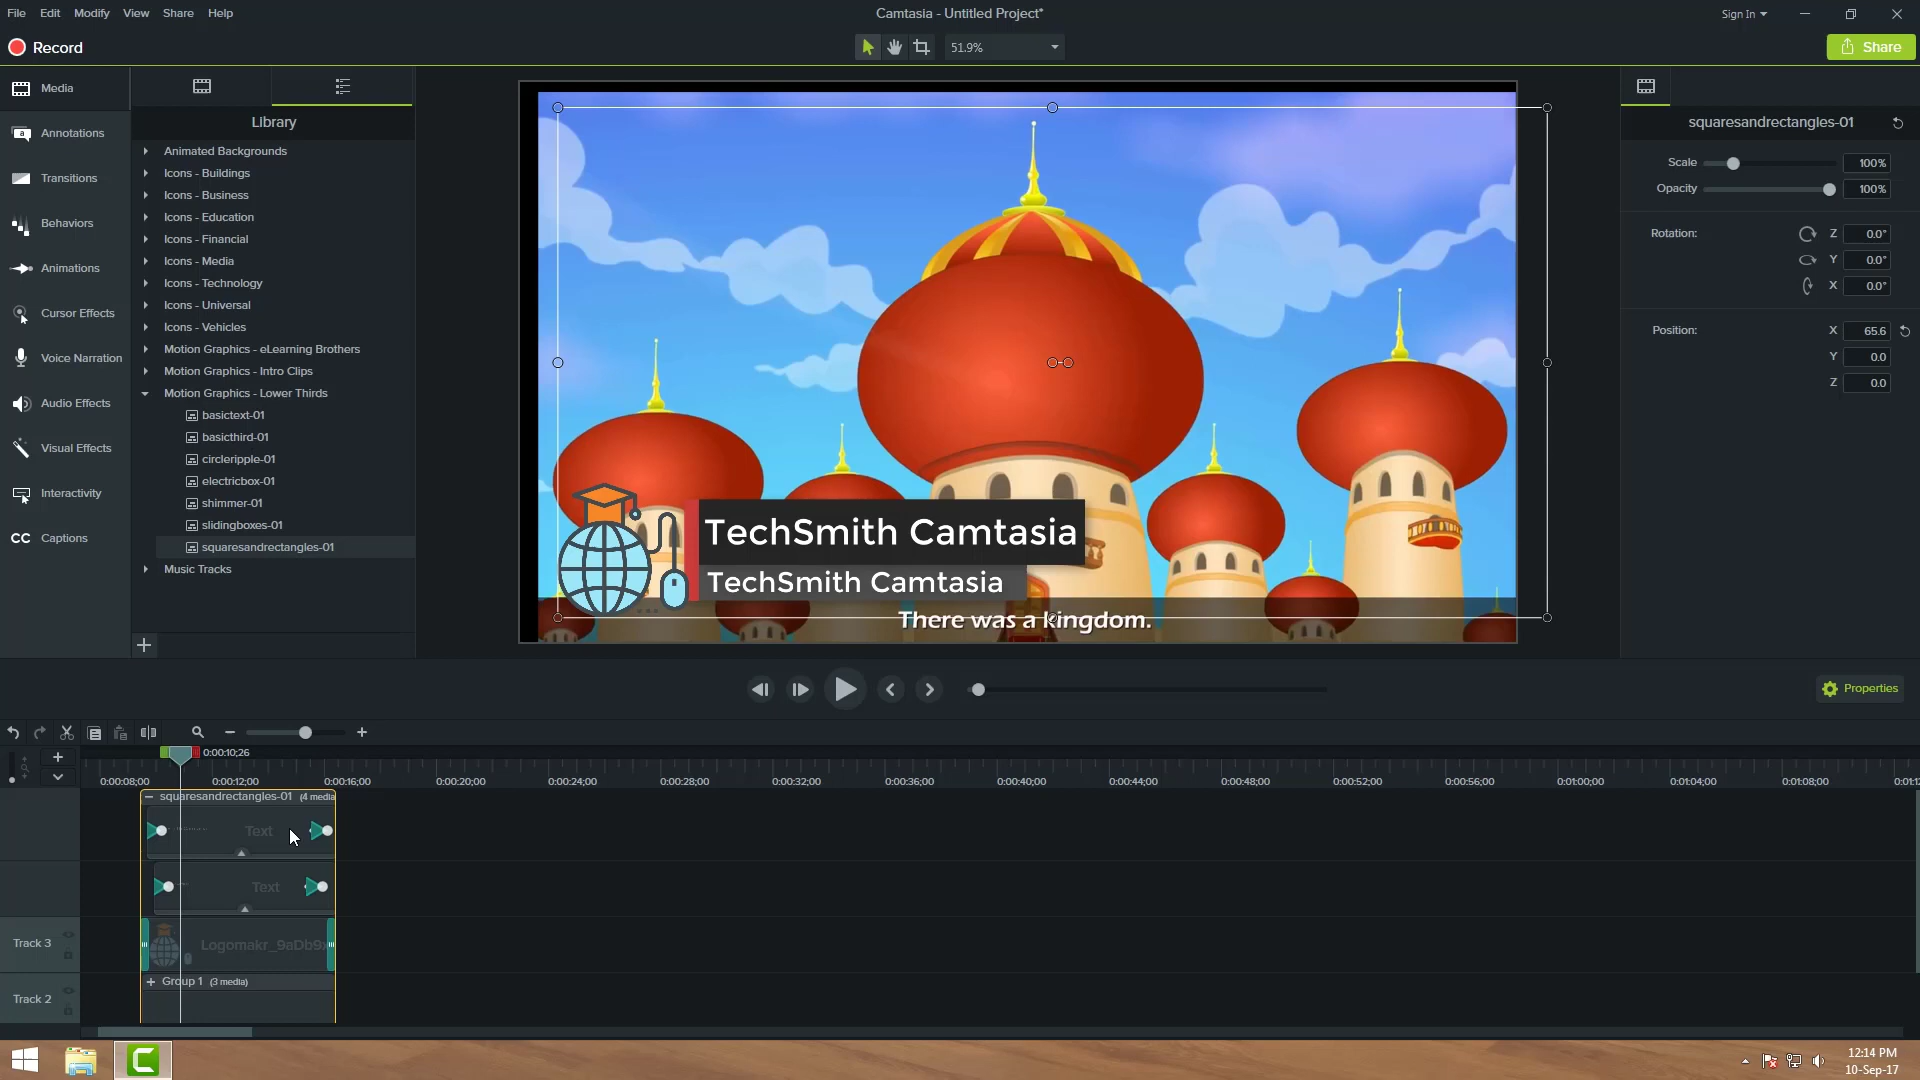 File Edit Modify View Share Help
Camtasia - Untitled Project*
Sign In
Record
51.9%
Share
Media
Annotations
Transitions
Behaviors
Animations
Cursor Effects
Voice Narration
Audio Effects
Visual Effects
Interactivity
CC Captions
Library
Animated Backgrounds
Icons - Buildings
Icons - Business
Icons - Education
Icons - Financial
Icons - Media
Icons - Technology
Icons - Universal
Icons - Vehicles
Motion Graphics - eLearning Brothers
Motion Graphics - Intro Clips
Motion Graphics - Lower Thirds
basictext-01
basicthird-01
circleripple-01
electricbox-01
shimmer-01
slidingboxes-01
squaresandrectangles-01
Music Tracks
TechSmith Camtasia
TechSmith Camtasia
There was a kingdom.
squaresandrectangles-01
Scale 100%
Opacity 100%
Rotation: Z 0.0°
Y 0.0°
X 0.0°
Position: X 65.6
Y 0.0
Z 0.0
Properties
0:00:10;26
0:00:08;00 0:00:12;00 0:00:16;00 0:00:20;00 0:00:24;00 0:00:28;00 0:00:32;00 0:00:36;00 0:00:40;00 0:00:44;00 0:00:48;00 0:00:52;00 0:00:56;00 0:01:00;00 0:01:04;00 0:01:08;00 0:01:1
squaresandrectangles-01 (4 media
Text
Text
Track 3
Logomakr_9aDb9x
Group 1 (3 media)
Track 2
12:14 PM
10-Sep-17